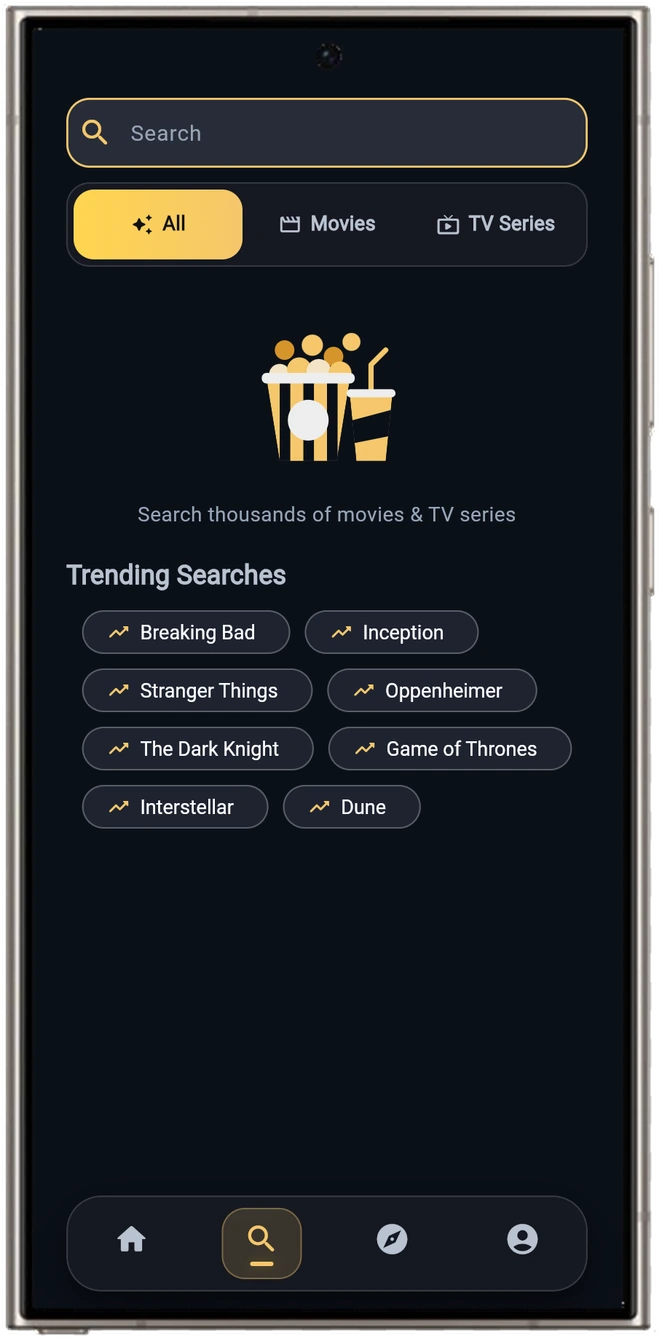 Search
All Movies TV Series
Search thousands of movies & TV series
Trending Searches
Breaking Bad Inception
Stranger Things Oppenheimer
The Dark Knight Game of Thrones
Interstellar Dune